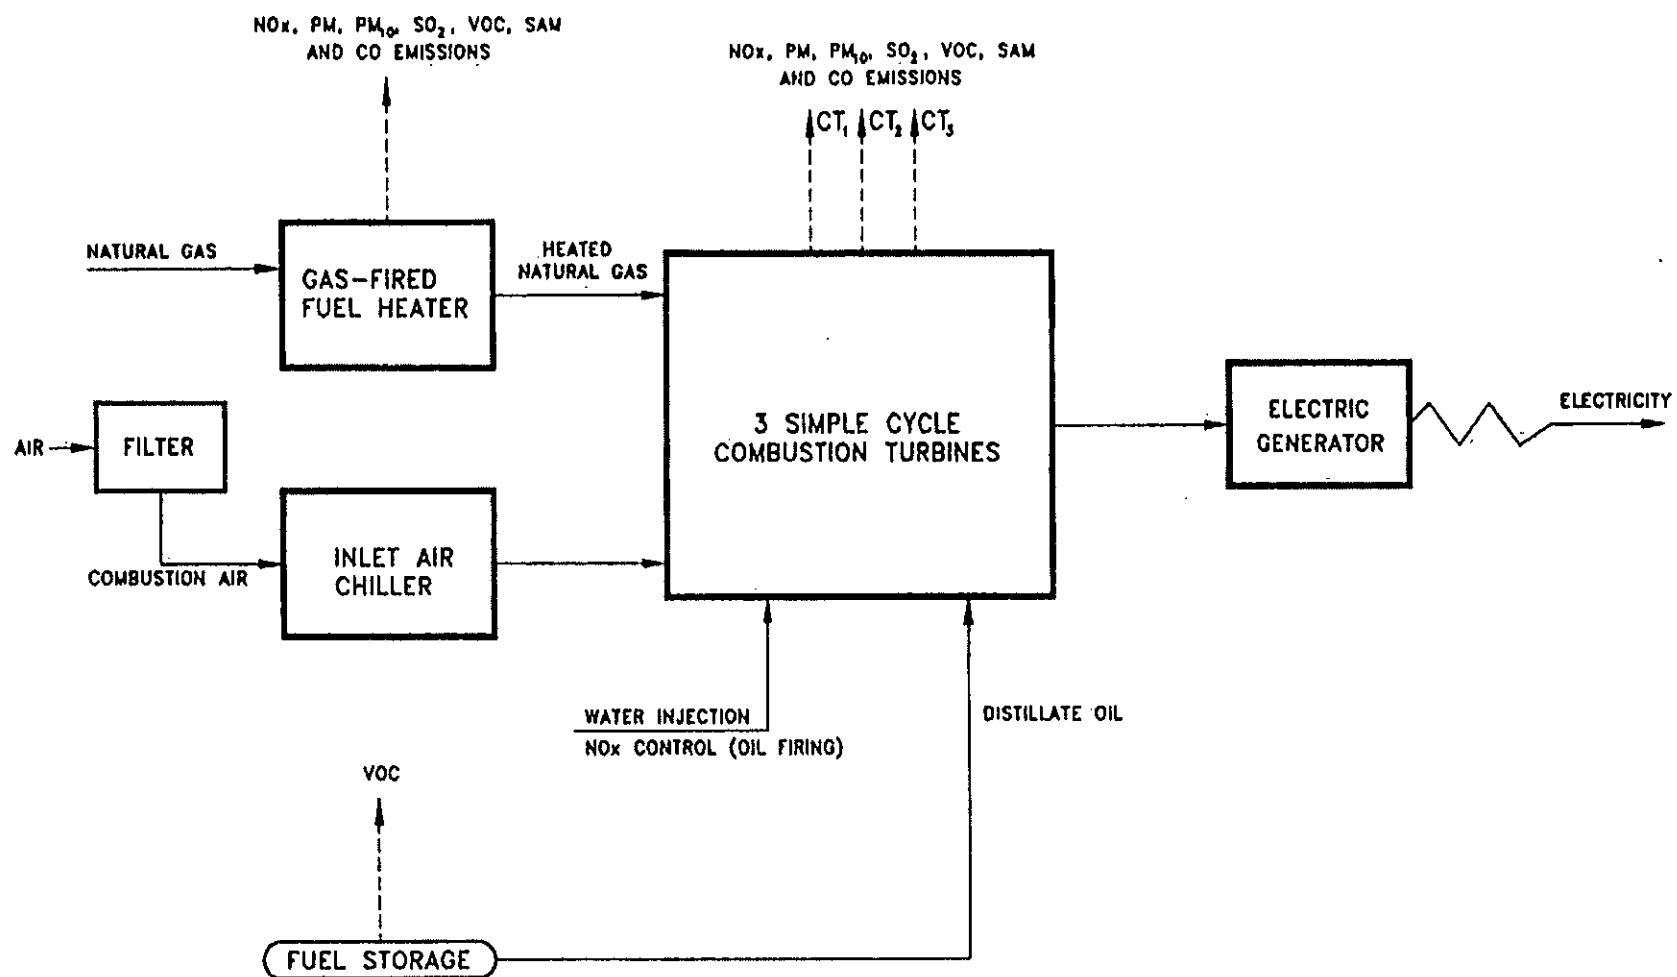 NOx, PM, PM₁₀, SO₂, VOC, SAM
AND CO EMISSIONS
NOx, PM, PM₁₀, SO₂, VOC, SAM
AND CO EMISSIONS
CT₁
CT₂
CT₃
NATURAL GAS
GAS-FIRED
FUEL HEATER
HEATED
NATURAL GAS
AIR
FILTER
3 SIMPLE CYCLE
COMBUSTION TURBINES
ELECTRIC
GENERATOR
ELECTRICITY
COMBUSTION AIR
INLET AIR
CHILLER
WATER INJECTION
NOx CONTROL (OIL FIRING)
DISTILLATE OIL
VOC
FUEL STORAGE